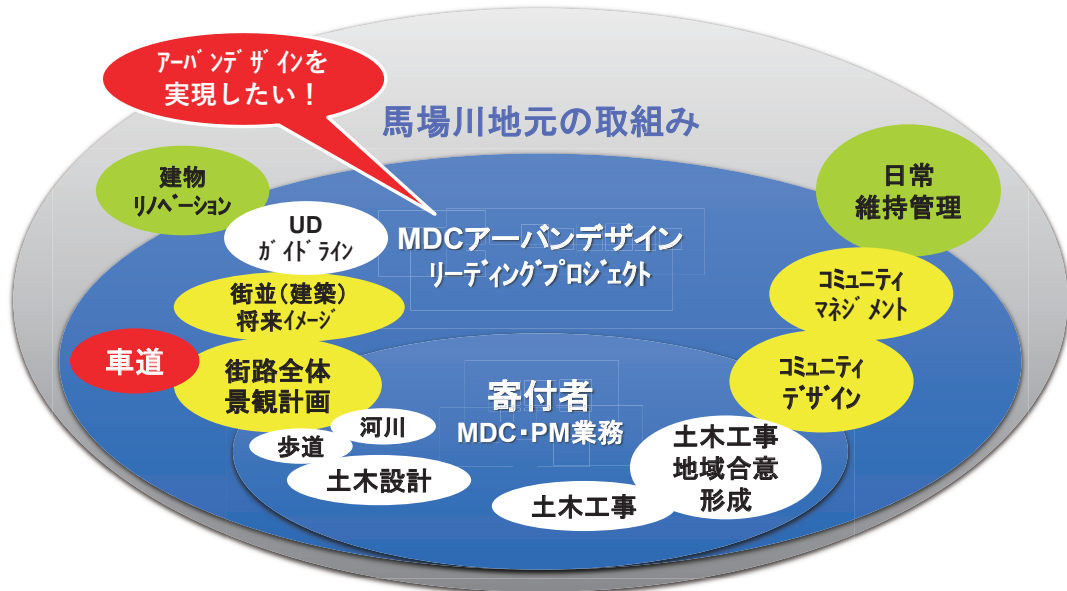 ｱｰﾊﾞﾝﾃﾞｻﾞｲﾝを
実現したい！
馬場川地元の取組み
建物
ﾘﾉﾍﾞｰｼｮﾝ
日常
維持管理
UD
ｶﾞｲﾄﾞﾗｲﾝ
MDCアーバンデザイン
ﾘｰﾃﾞｨﾝｸﾞﾌﾟﾛｼﾞｪｸﾄ
街並（建築）
将来ｲﾒｰｼﾞ
ｺﾐｭﾆﾃｨ
ﾏﾈｼﾞﾒﾝﾄ
車道
街路全体
景観計画
寄付者
MDC・PM業務
ｺﾐｭﾆﾃｨ
ﾃﾞｻﾞｲﾝ
歩道
河川
土木設計
土木工事
土木工事
地域合意
形成